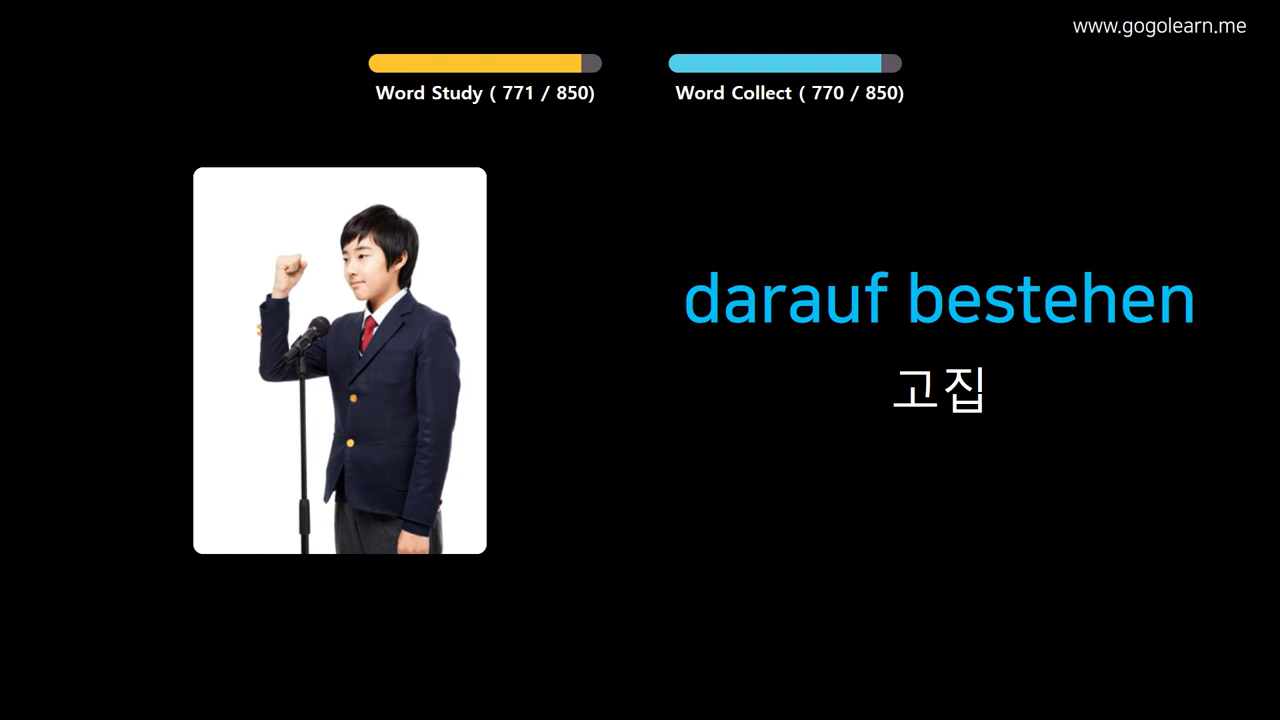 www.gogolearn.me
Word Study ( 771 / 850)
Word Collect ( 770 / 850)
darauf bestehen
고집